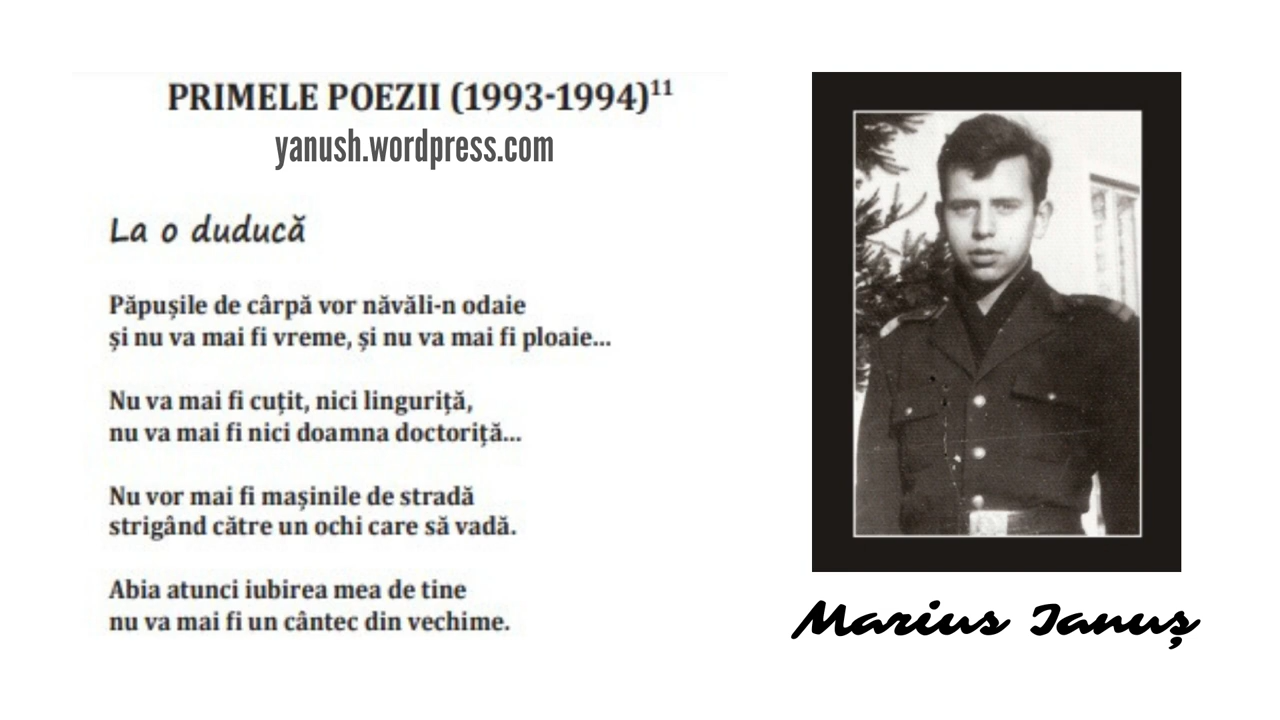 PRIMELE POEZII (1993-1994)11
yanush.wordpress.com
La o duducă
Păpușile de cârpă vor năvăli-n odaie
și nu va mai fi vreme, și nu va mai fi ploaie...
Nu va mai fi cuțit, nici linguriță,
nu va mai fi nici doamna doctoriță...
Nu vor mai fi mașinile de stradă
strigând către un ochi care să vadă.
Abia atunci iubirea mea de tine
nu va mai fi un cântec din vechime.
Marius Ianuș